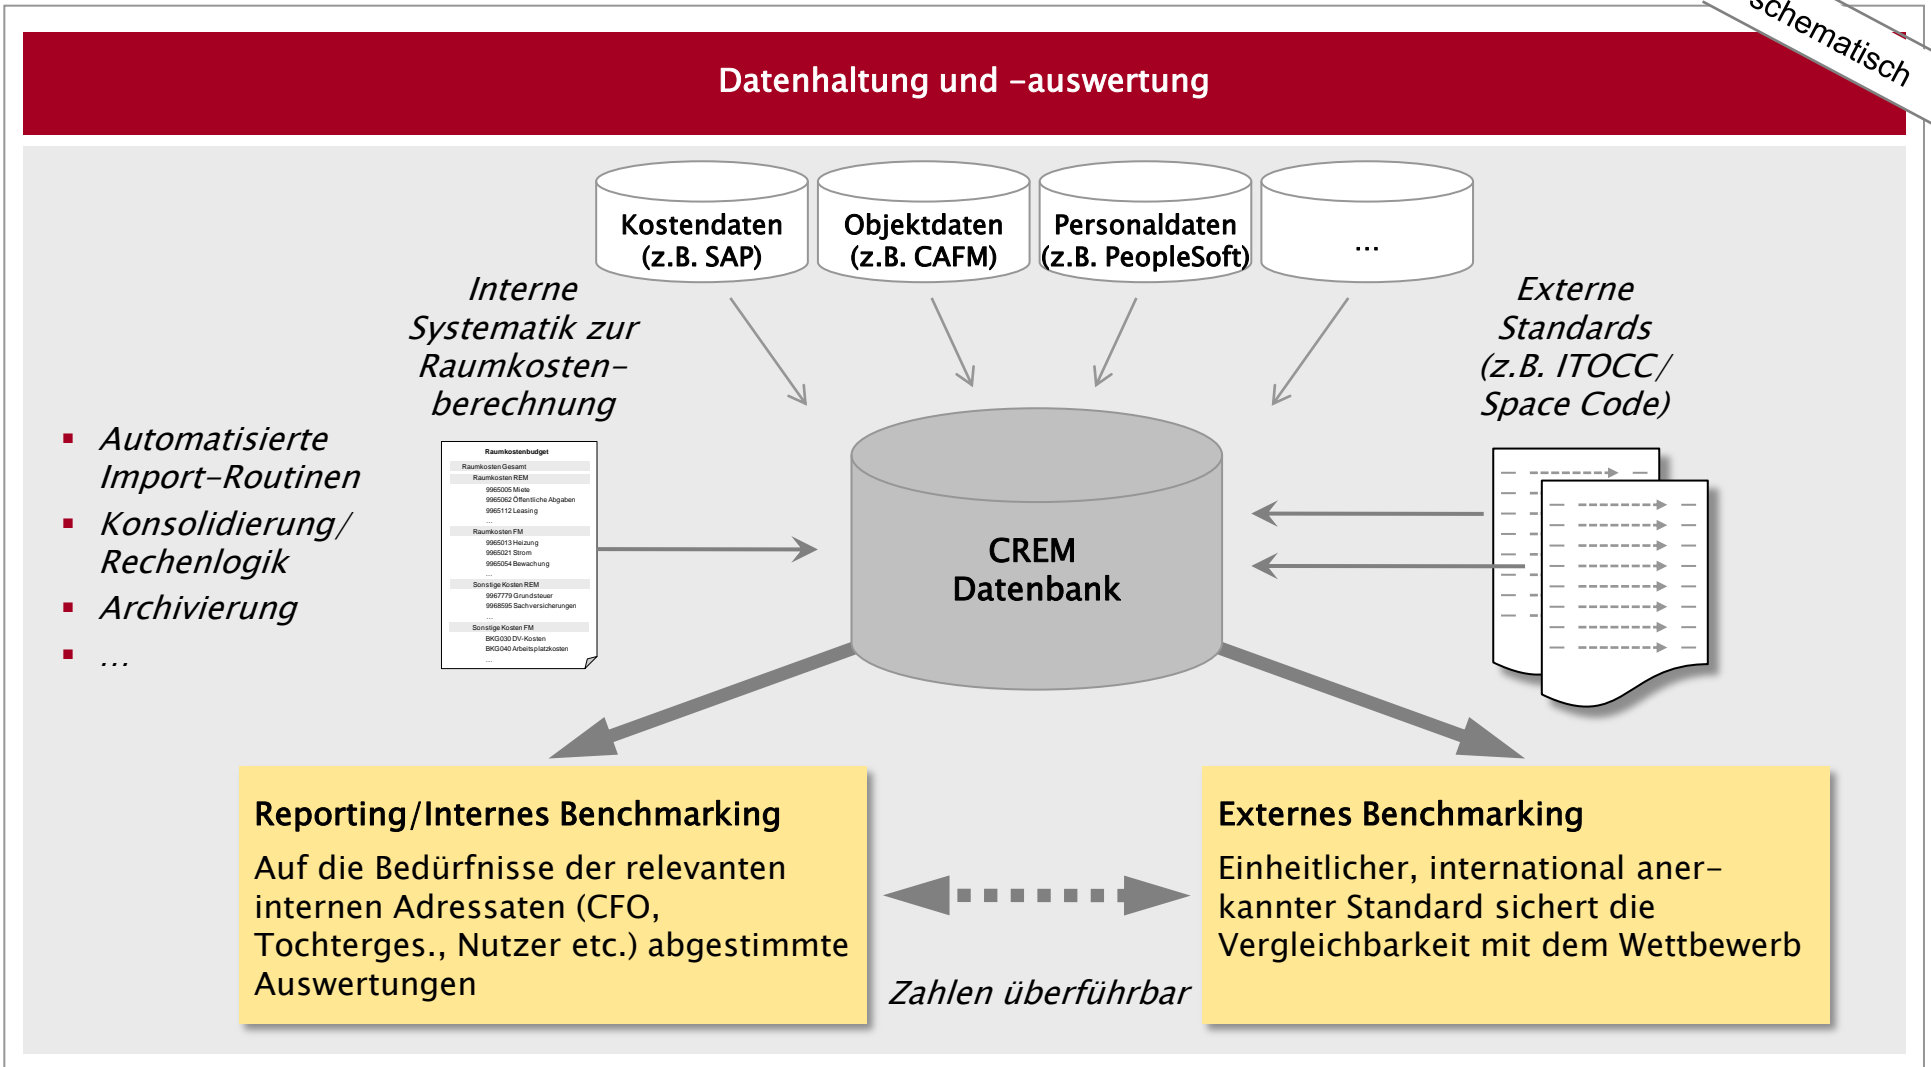 schematisch
Datenhaltung und -auswertung
Kostendaten
(z.B. SAP)
Objektdaten
(z.B. CAFM)
Personaldaten
(z.B. PeopleSoft)
...
Interne
Systematik zur
Raumkosten-
berechnung
Externe
Standards
(z.B. ITOCC/
Space Code)
Automatisierte
Import-Routinen
Konsolidierung/
Rechenlogik
Archivierung
...
Raumkostenbudget
Raumkosten Gesamt
Raumkosten REM
9965005 Miete
9965062 Öffentliche Abgaben
9965112 Leasing
...
Raumkosten FM
9965013 Heizung
9965021 Strom
9965054 Bewachung
...
Sonstige Kosten REM
9967779 Grundsteuer
9968595 Sachversicherungen
...
Sonstige Kosten FM
BKG030 DV-Kosten
BKG040 Arbeitsplatzkosten
...
CREM
Datenbank
Reporting/Internes Benchmarking
Auf die Bedürfnisse der relevanten
internen Adressaten (CFO,
Tochterges., Nutzer etc.) abgestimmte
Auswertungen
Zahlen überführbar
Externes Benchmarking
Einheitlicher, international aner-
kannter Standard sichert die
Vergleichbarkeit mit dem Wettbewerb